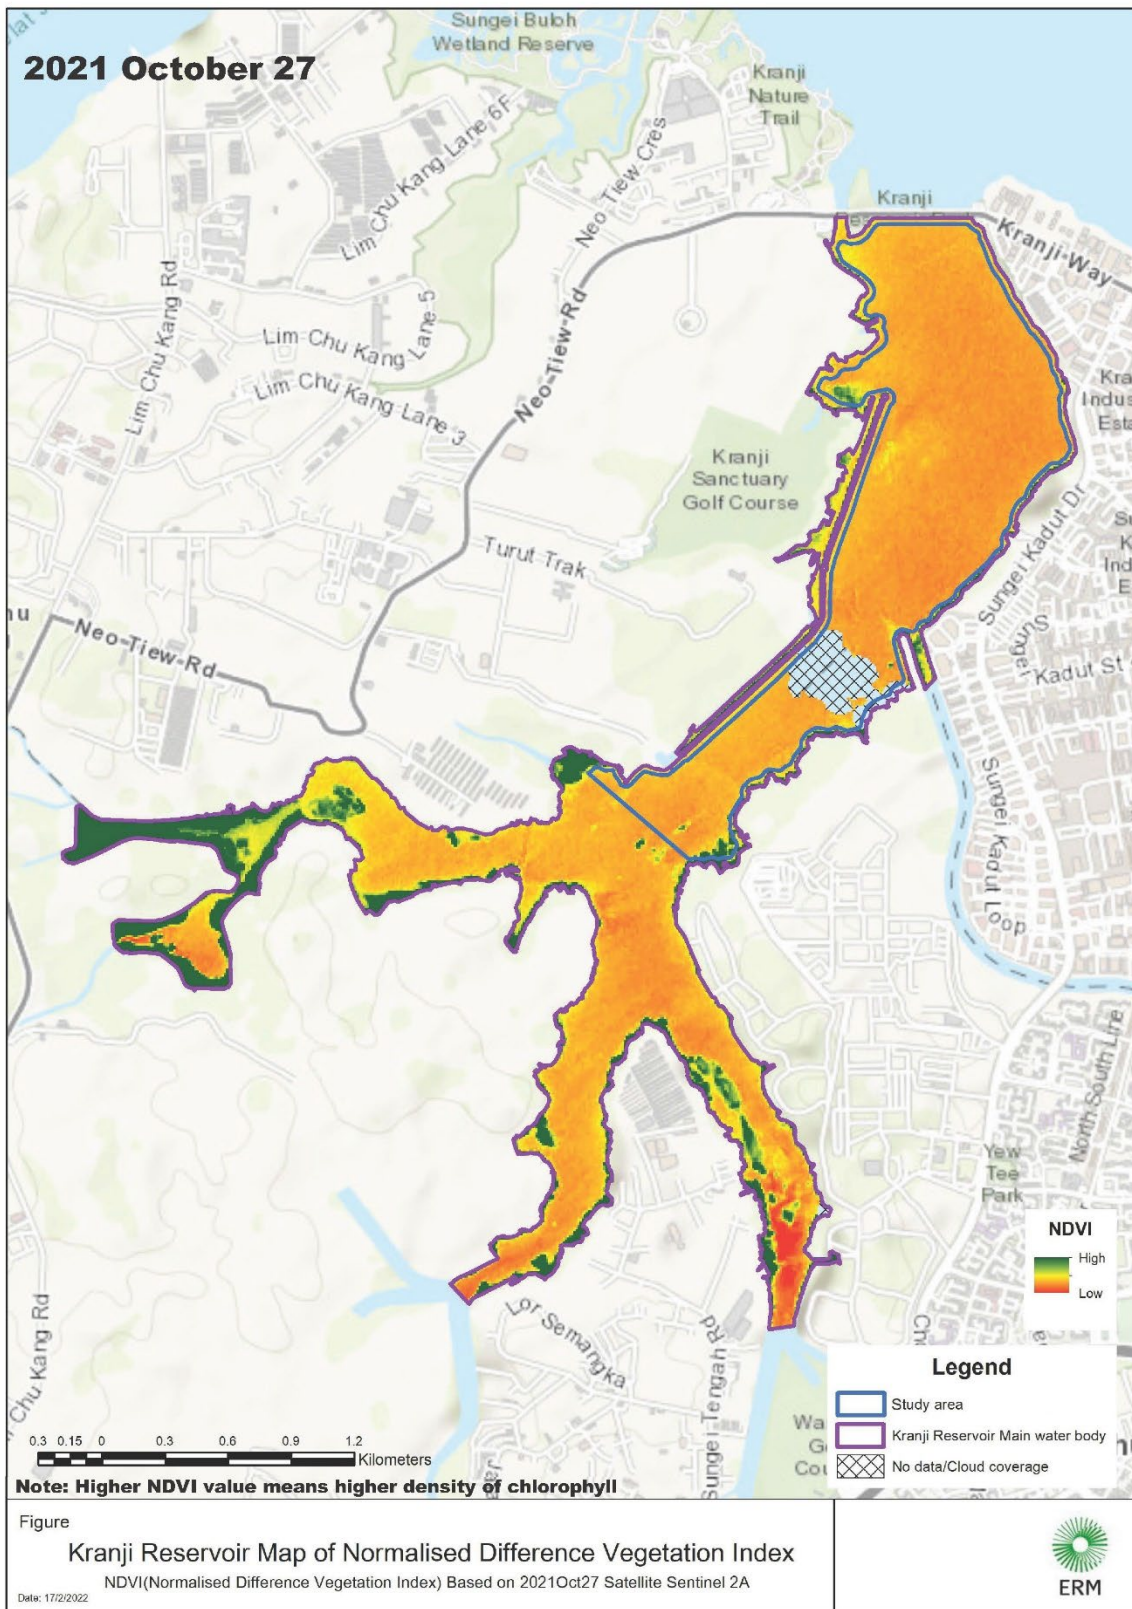 Sungei Buloh
Wetland Reserve
2021 October 27
Kranji
Nature
Trail
Lim Chu Kang Lane 6F
Neo Tiew Cres
Kranji
Kranji-Way
Lim Chu Kang Rd
Lim Chu Kang Lane 5
Neo-Tiew-Rd
Lim Chu Kang Lane 3
Kranji
Sanctuary
Golf Course
Sungei Kadut Dr
Turut Trak
Neo-Tiew-Rd
Sungei
Kadut St
Sungei Kadut Loop
North South Line
Yew
Tee
Park
NDVI
High
Low
Lor Semangka
Sungei Tengah Rd
Chu Kang Rd
Legend
Study area
Kranji Reservoir Main water body
No data/Cloud coverage
0.3 0.15 0 0.3 0.6 0.9 1.2
Kilometers
Note: Higher NDVI value means higher density of chlorophyll
Figure
Kranji Reservoir Map of Normalised Difference Vegetation Index
NDVI(Normalised Difference Vegetation Index) Based on 2021Oct27 Satellite Sentinel 2A
Date: 17/2/2022
ERM